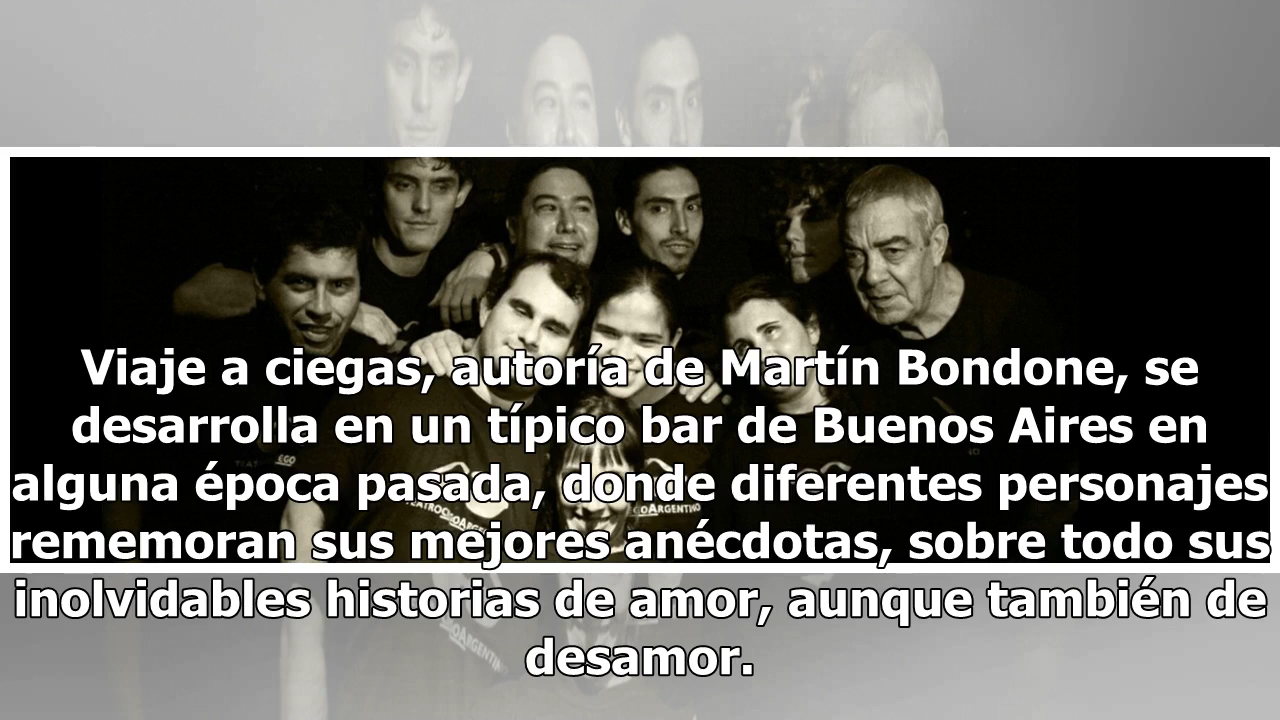 Viaje a ciegas, autoría de Martín Bondone, se
desarrolla en un típico bar de Buenos Aires en
alguna época pasada, donde diferentes personajes
rememoran sus mejores anécdotas, sobre todo sus
inolvidables historias de amor, aunque también de
desamor.